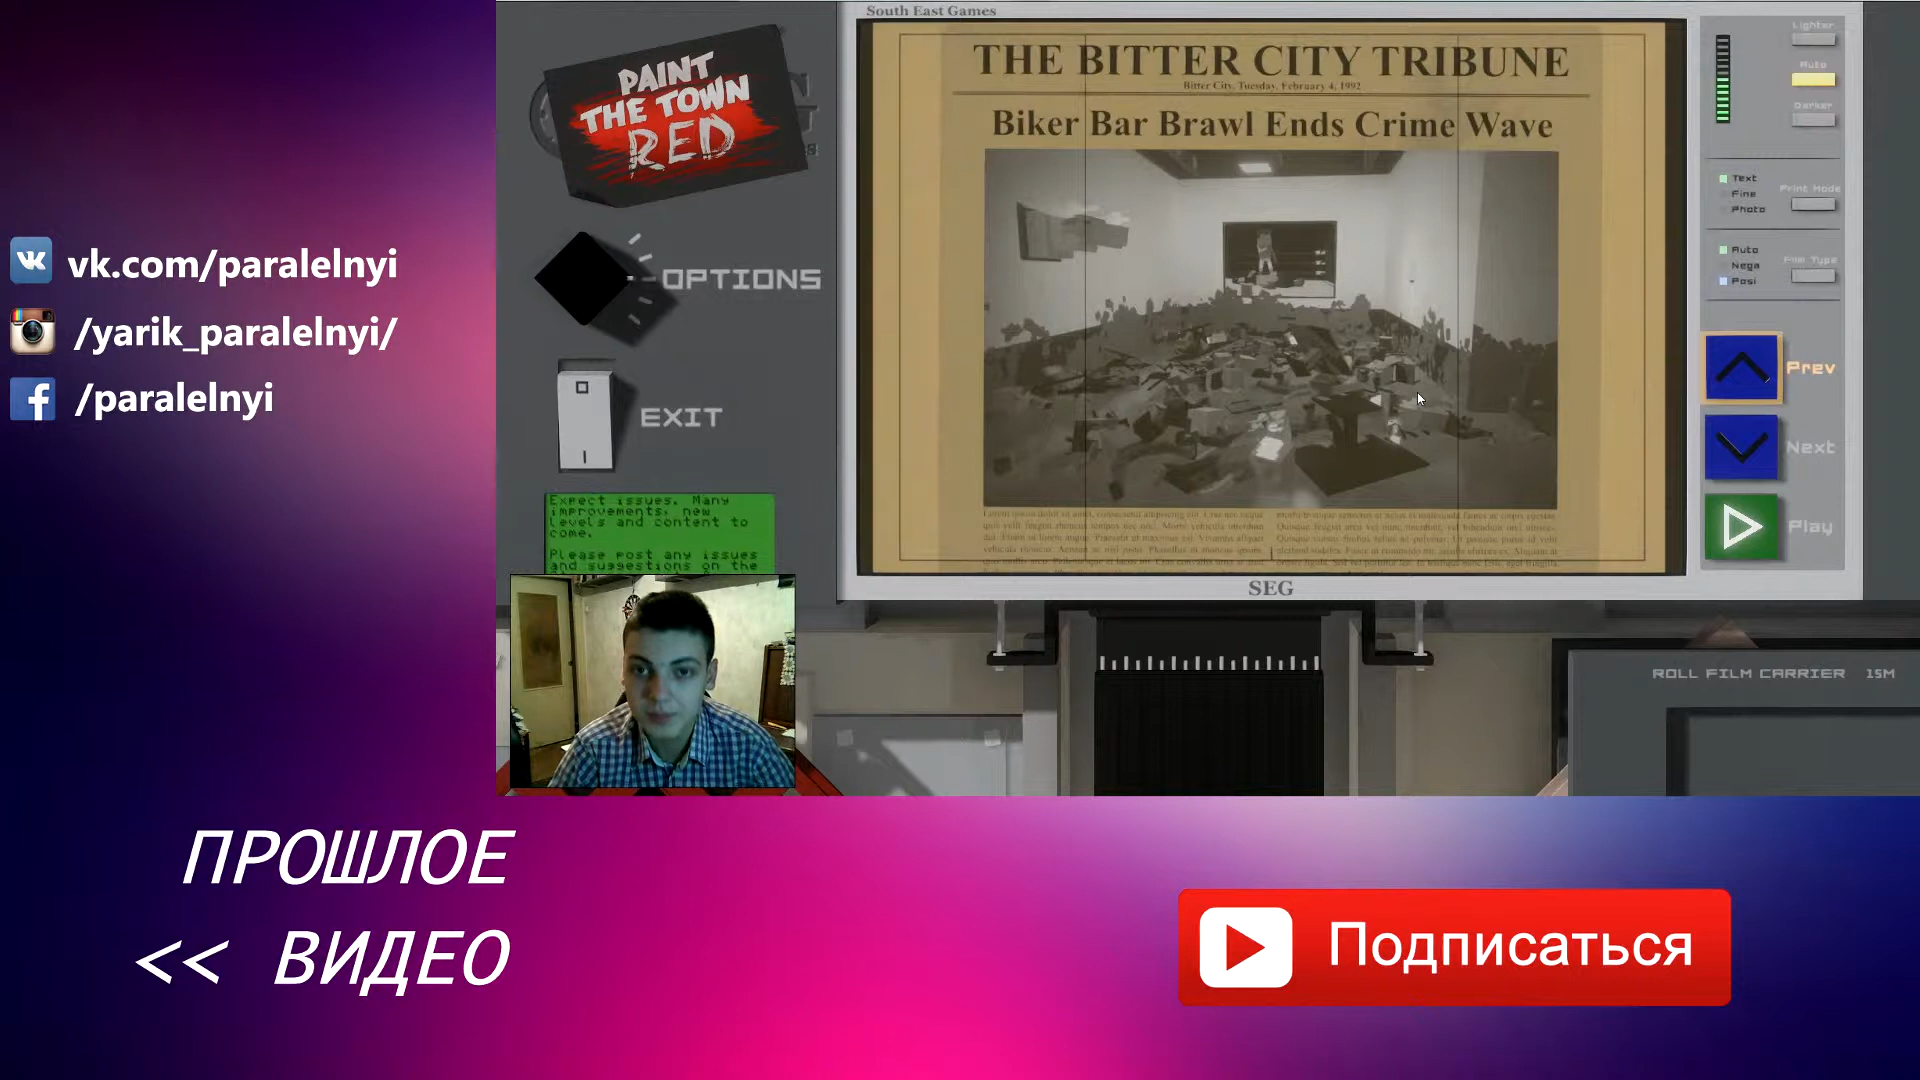 vk.com/paralelnyi
/yarik_paralelnyi/
/paralelnyi
PAINT
THE TOWN
RED
OPTIONS
EXIT
Expect issues. Many
improvements, new
levels and content to
come.
Please post any issues
and suggestions on the
South East Games
THE BITTER CITY TRIBUNE
Bitter City, Tuesday, February 4, 1992
Biker Bar Brawl Ends Crime Wave
SEG
Lighter
Auto
Darker
Text
Fine
Photo
Print Mode
Auto
Nega
Posi
Film Type
Prev
Next
Play
ROLL FILM CARRIER 15M
ПРОШЛОЕ
<< ВИДЕО
Подписаться